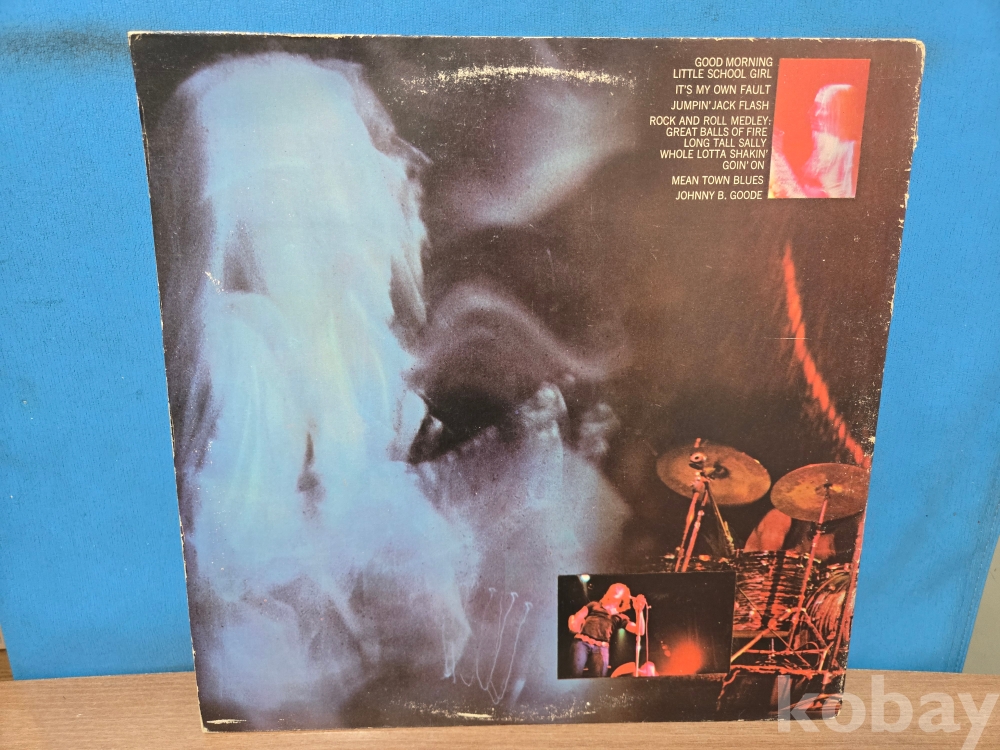 GOOD MORNING
LITTLE SCHOOL GIRL
IT'S MY OWN FAULT
JUMPIN' JACK FLASH
ROCK AND ROLL MEDLEY:
GREAT BALLS OF FIRE
LONG TALL SALLY
WHOLE LOTTA SHAKIN'
GOIN' ON
MEAN TOWN BLUES
JOHNNY B. GOODE
kobay